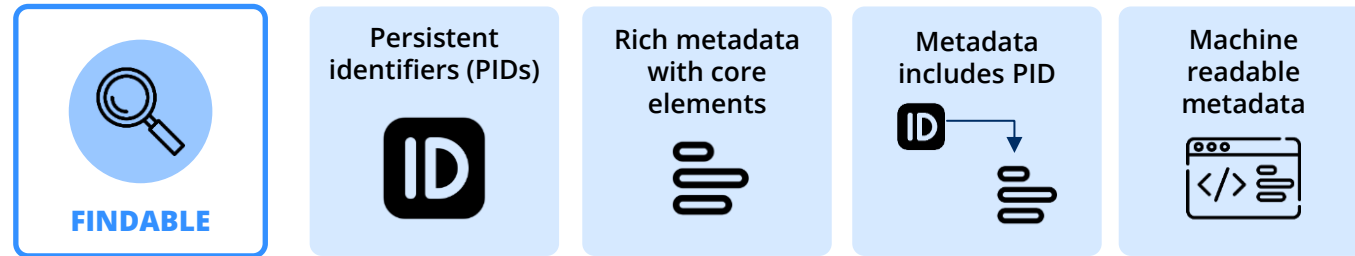 FINDABLE
Persistent
identifiers (PIDs)
ID
Rich metadata
with core
elements
Metadata
includes PID
ID
Machine
readable
metadata
</>